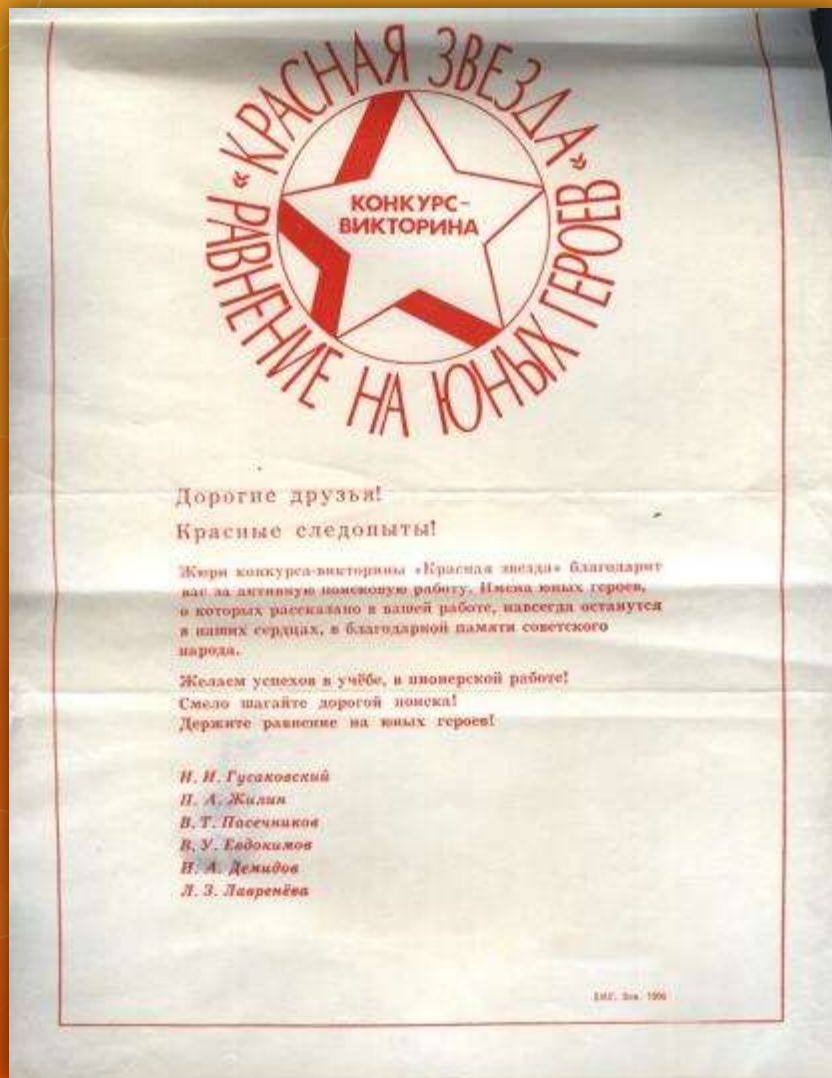 «КРАСНАЯ ЗВЕЗДА»
РАВНЕНИЕ НА ЮНЫХ ГЕРОЕВ
КОНКУРС-
ВИКТОРИНА
Дорогие друзья!
Красные следопыты!
Жюри конкурса-викторины «Красная звезда» благодарит
вас за активную поисковую работу. Имена юных героев,
о которых рассказано в вашей работе, навсегда останутся
в наших сердцах, в благодарной памяти советского
народа.
Желаем успехов в учёбе, в пионерской работе!
Смело шагайте дорогой поиска!
Держите равнение на юных героев!
И. И. Гусаковский
П. А. Жилин
В. Т. Пасечников
В. У. Евдокимов
И. А. Демидов
Л. З. Лавренёва
Зак.